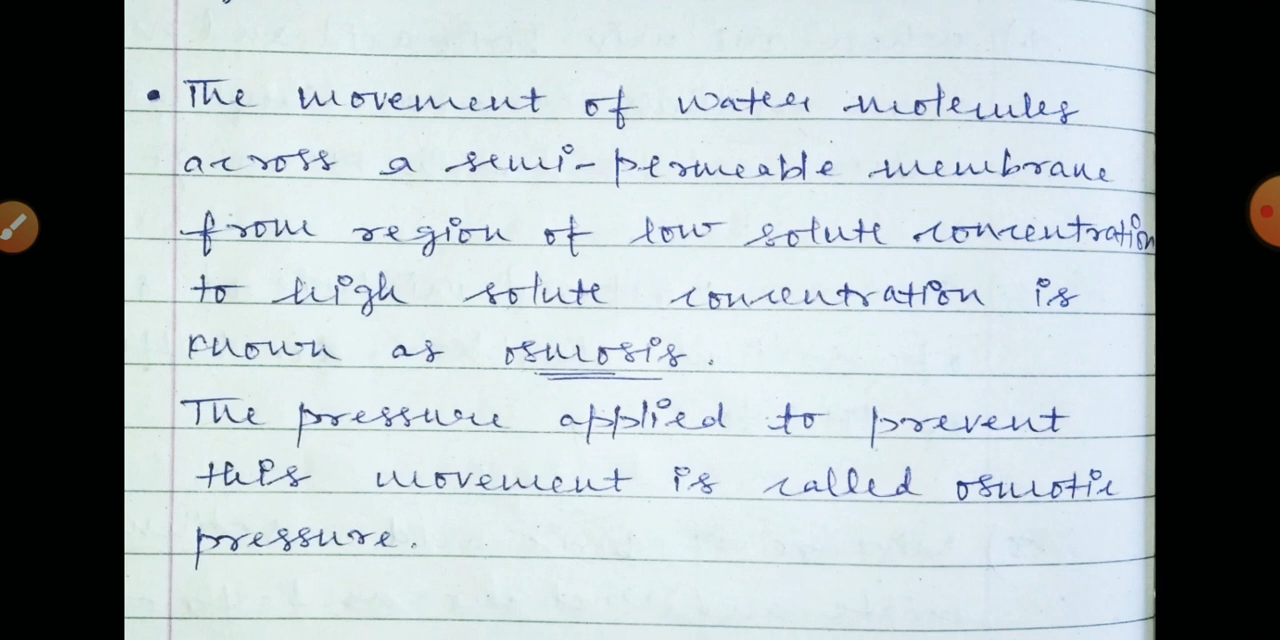 • The movement of water molecules
across a semi-permeable membrane
from region of low solute concentration
to high solute concentration is
known as osmosis.
The pressure applied to prevent
this movement is called osmotic
pressure.